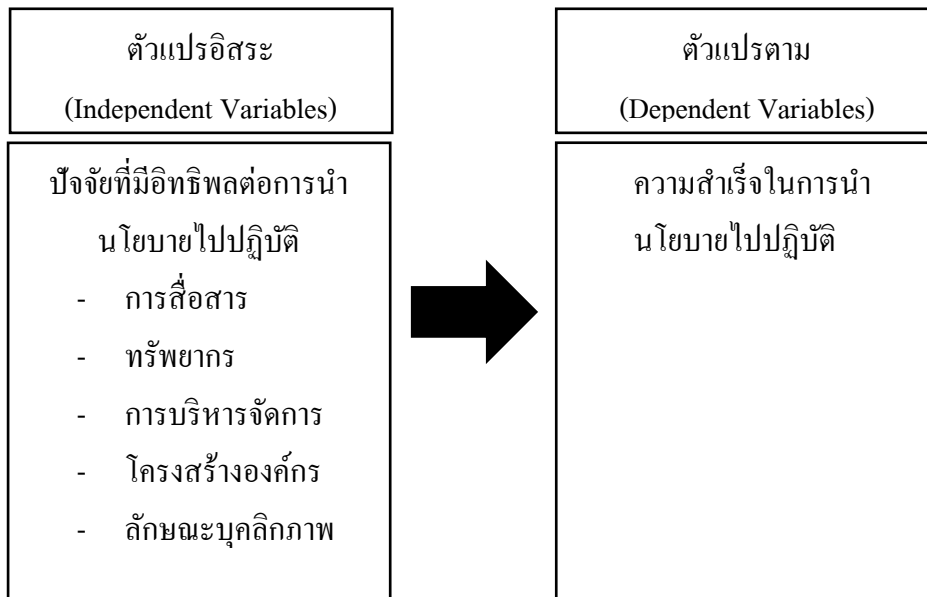 ตัวแปรอิสระ
(Independent Variables)
ปัจจัยที่มีอิทธิพลต่อการนำ
นโยบายไปปฏิบัติ
- การสื่อสาร
- ทรัพยากร
- การบริหารจัดการ
- โครงสร้างองค์กร
- ลักษณะบุคลิกภาพ
ตัวแปรตาม
(Dependent Variables)
ความสำเร็จในการนำ
นโยบายไปปฏิบัติ